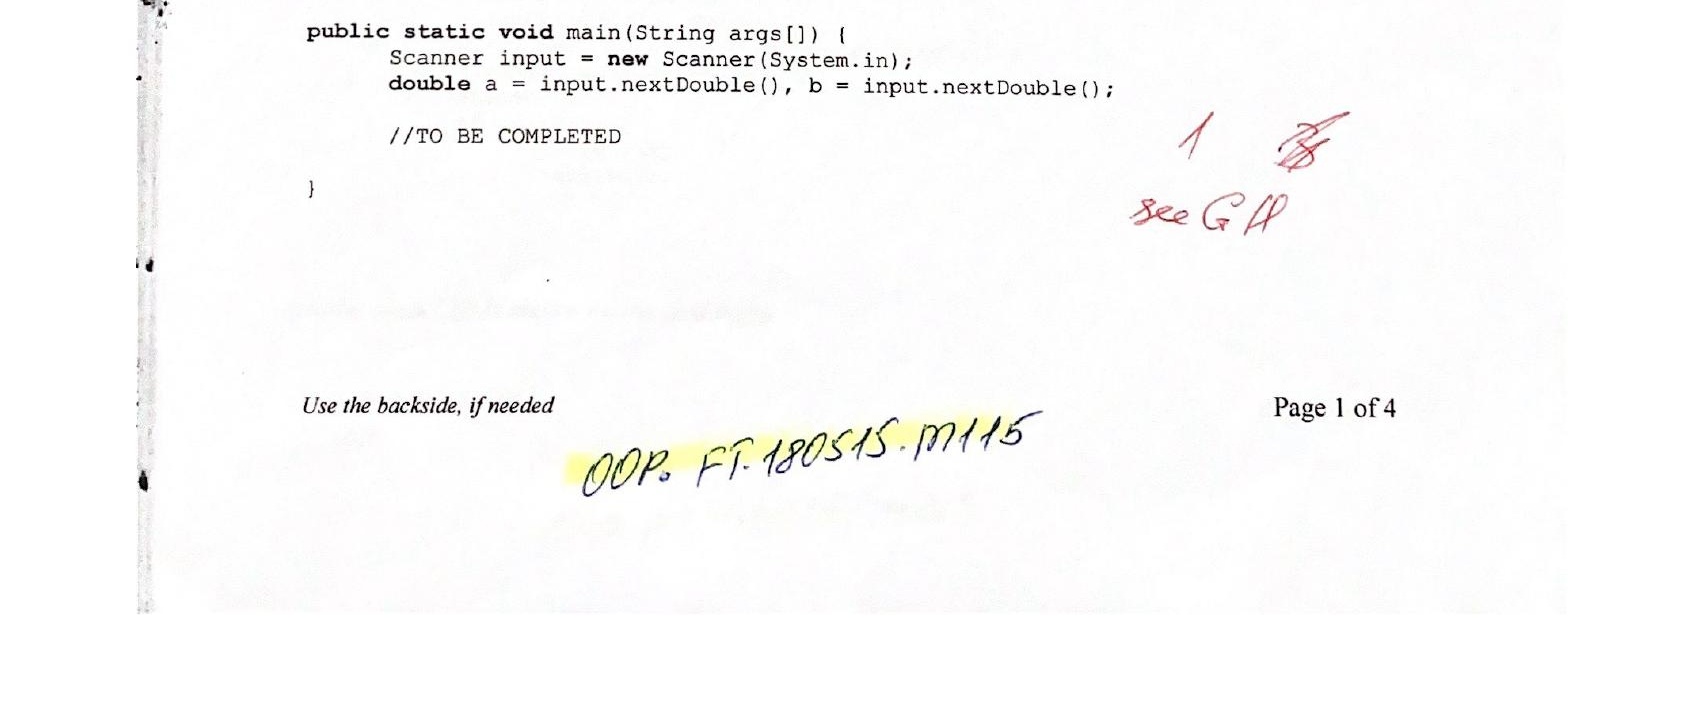 public static void main(String args[]) {
Scanner input = new Scanner(System.in);
double a = input.nextDouble(), b = input.nextDouble();
//TO BE COMPLETED
1
see GA
}
Use the backside, if needed
Page 1 of 4
OOP. FT. 180515. M115